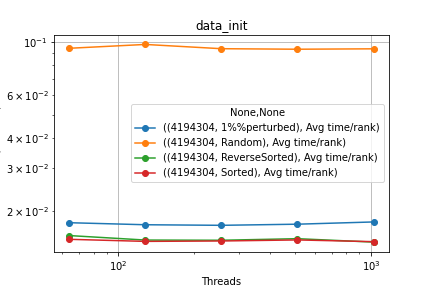 data_init
10⁻¹
6 × 10⁻²
4 × 10⁻²
3 × 10⁻²
2 × 10⁻²
None,None
((4194304, 1%%perturbed), Avg time/rank)
((4194304, Random), Avg time/rank)
((4194304, ReverseSorted), Avg time/rank)
((4194304, Sorted), Avg time/rank)
10² 10³
Threads